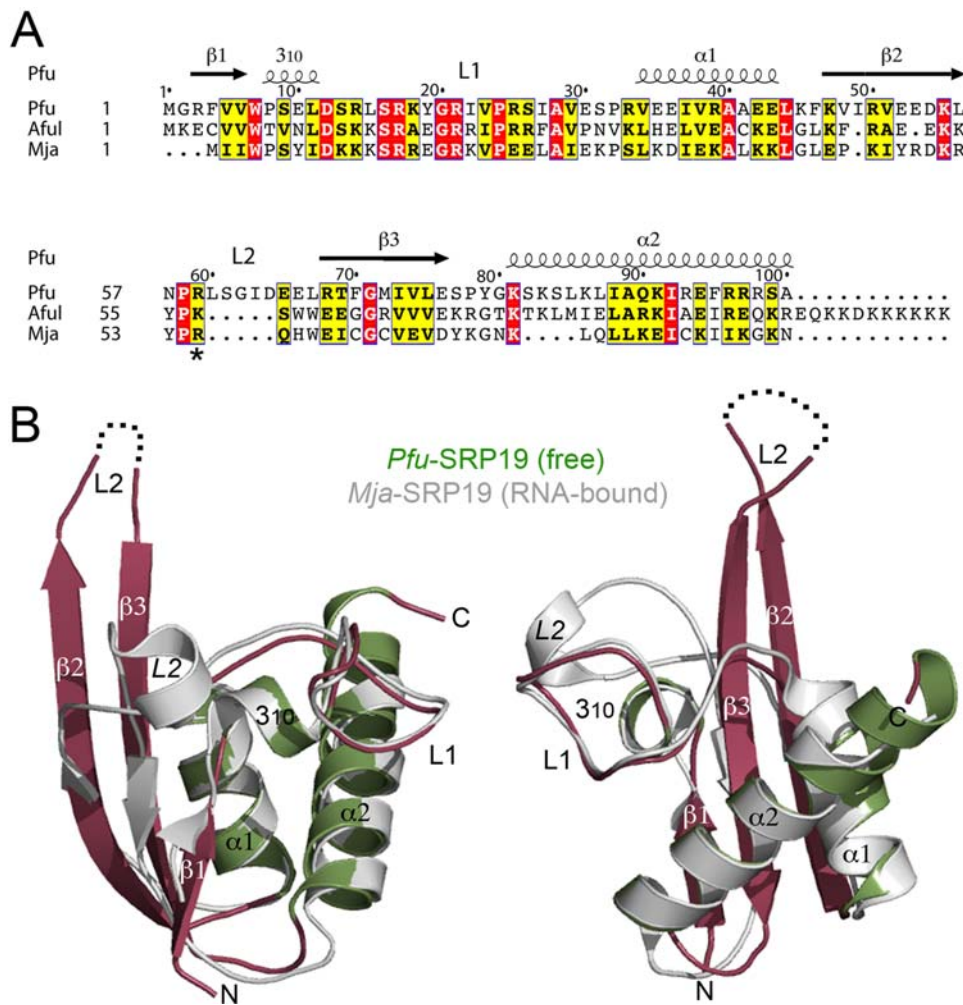 A
Pfu β1 310 L1 α1 β2
1 10 20 30 40 50
Pfu 1 MGRFVVWPSELDSRLSRKYGRIVPRSIAVESPRVEEIVRAAEELKFKVIRVEEDKL
Aful 1 MKECVVWTVNLDSKKSRAEGRRIPRRFAVPNVKLHELVEACKELGLKF.RAE.EKK
Mja 1 ...MIIWPSYIDKKKSRREGRKVPEELAIEKPSLKDIEKALKKLGLEP.KIYRDKR
Pfu L2 β3 α2
60 70 80 90 100
Pfu 57 NPRLSGIDEELRTFGMIVLESPYGKSKSLKLIAQKIREFRRRSA...........
Aful 55 YPK.....SWWEEGGRVVVEKRGTKTKLMIELARKIAEIREQKREQKKDKKKKKK
Mja 53 YPR.....QHWEICGCVEVDYKGNK....LQLLKEICKIIKGKN...........
*
B
Pfu-SRP19 (free)
Mja-SRP19 (RNA-bound)
L2
β3
β2
L2
310
C
L1
α1
α2
β1
N
L2
L2
β2
310
β3
C
L1
β1
α2
α1
N